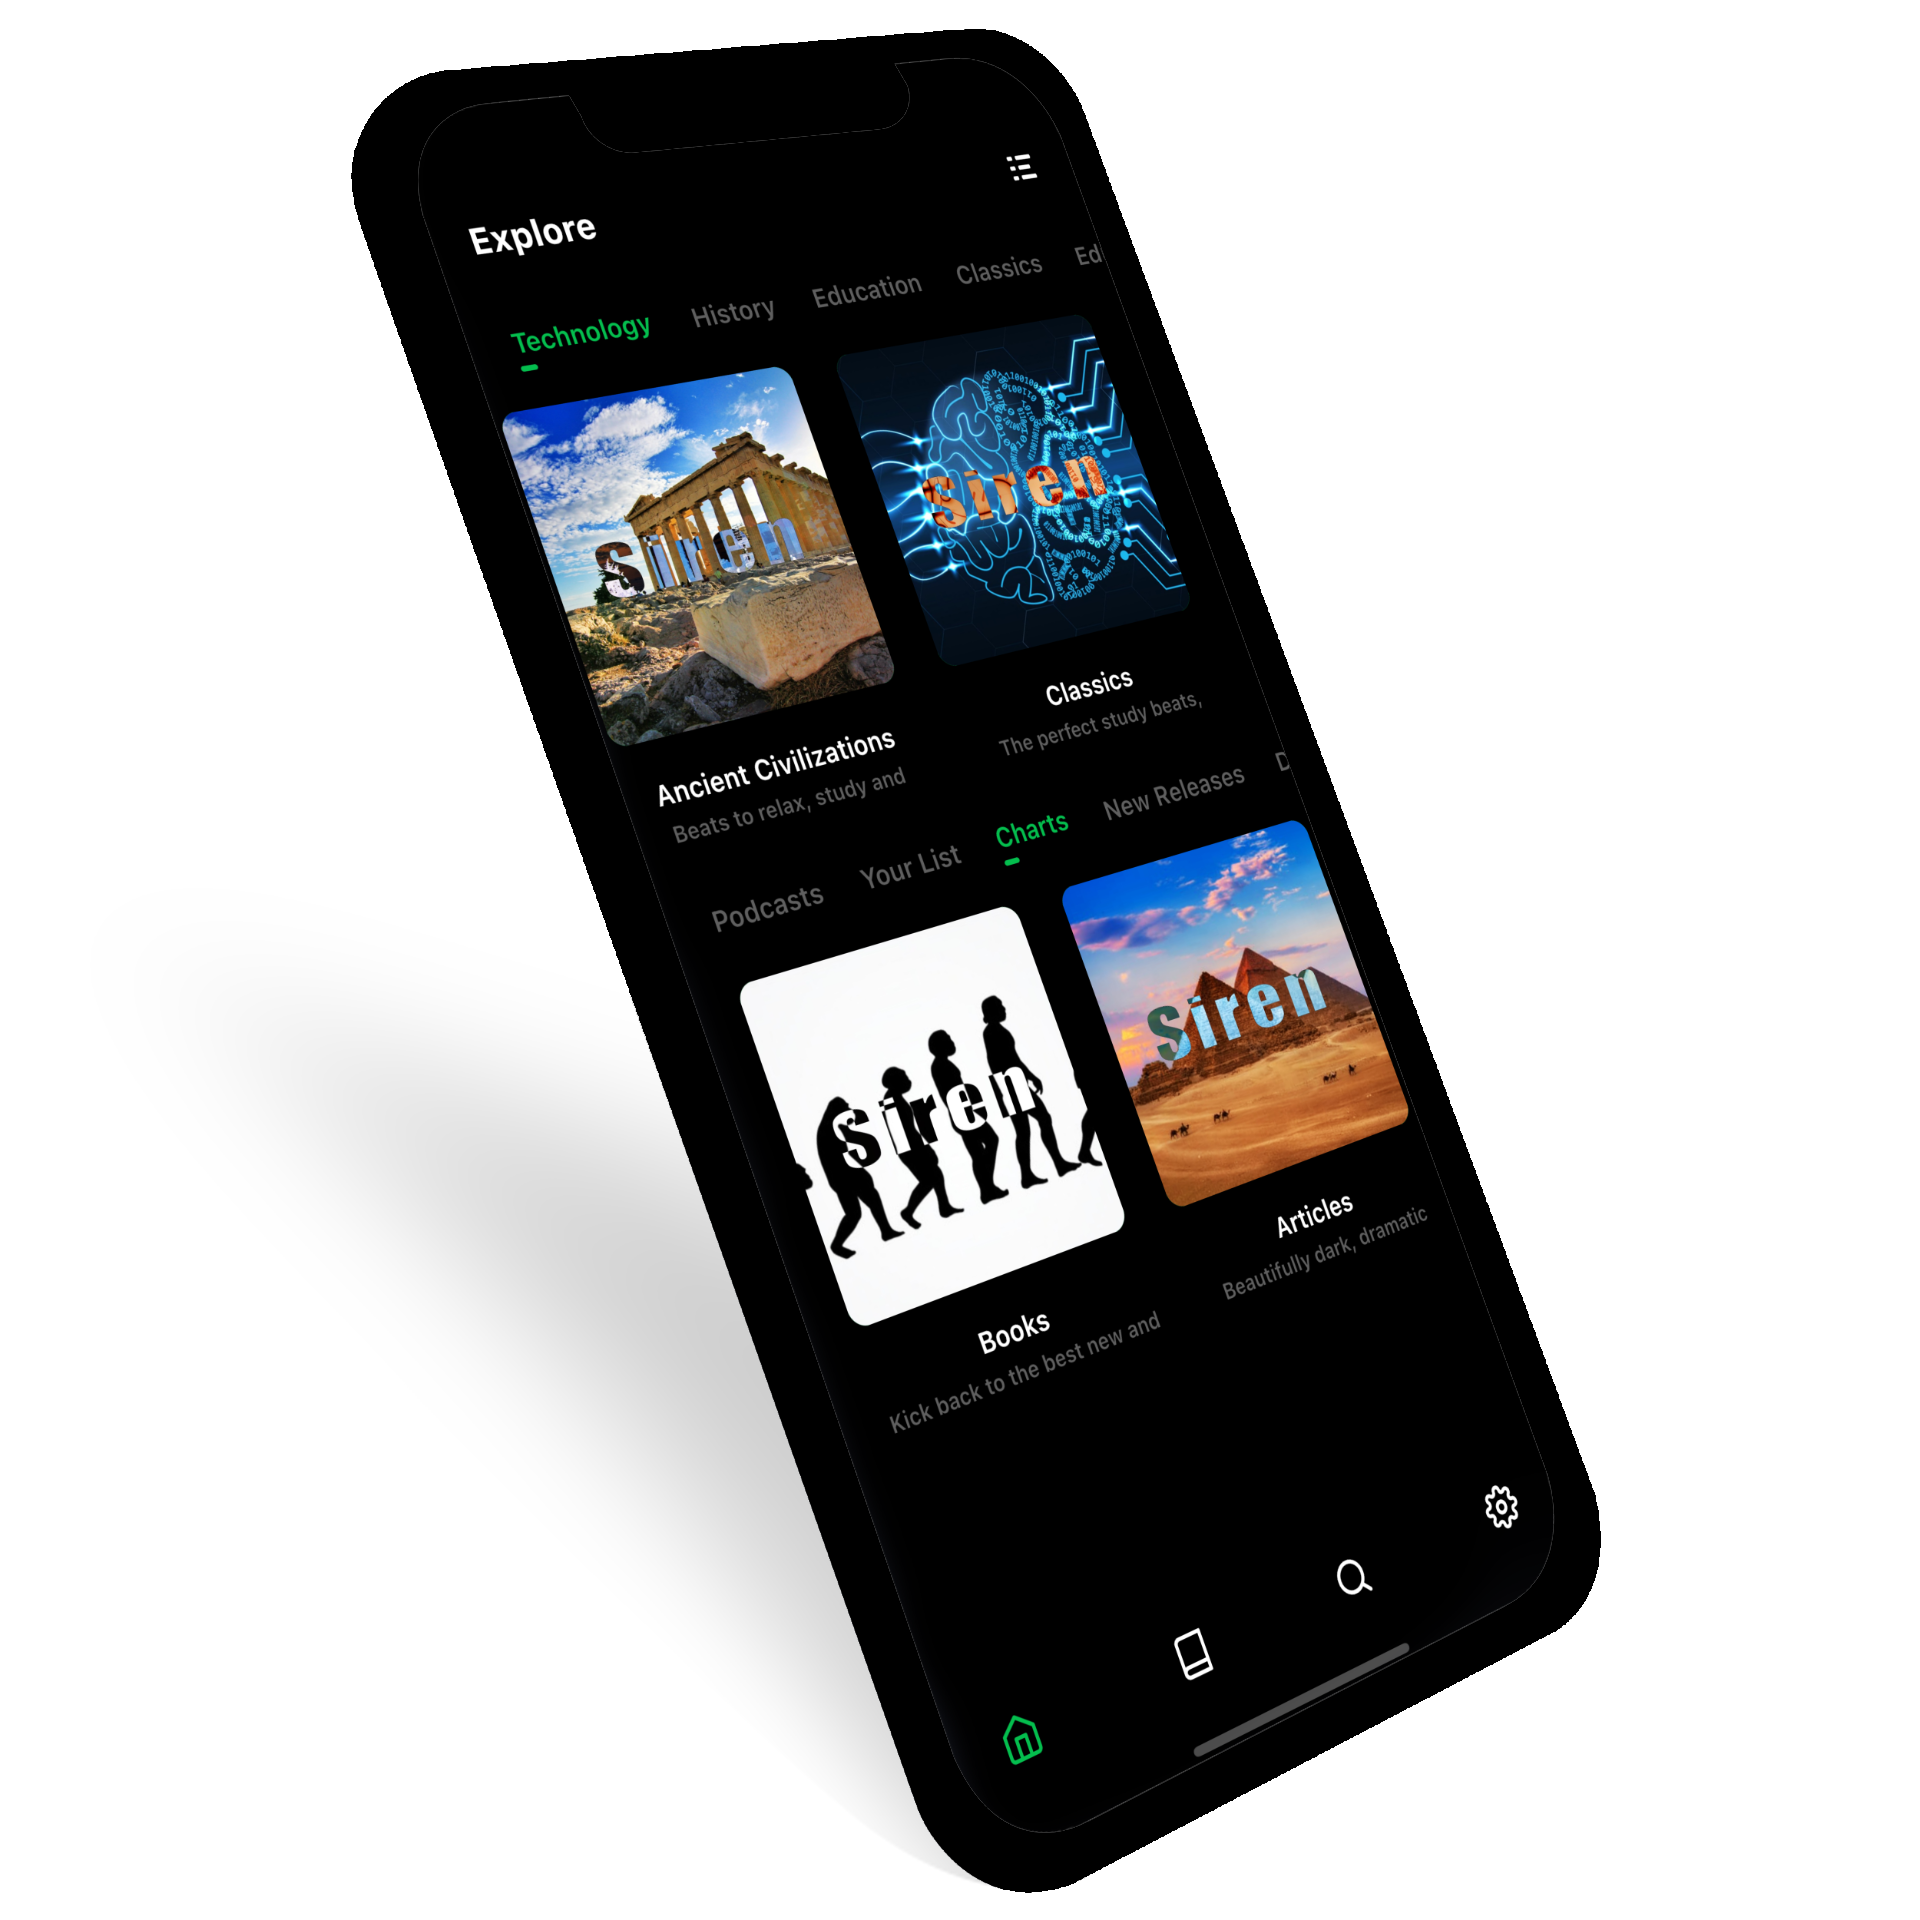 Explore
Technology History Education Classics Ed
siren
siren
Ancient Civilizations
Beats to relax, study and
Classics
The perfect study beats,
Podcasts Your List Charts New Releases D
siren
Siren
Books
Kick back to the best new and
Articles
Beautifully dark, dramatic